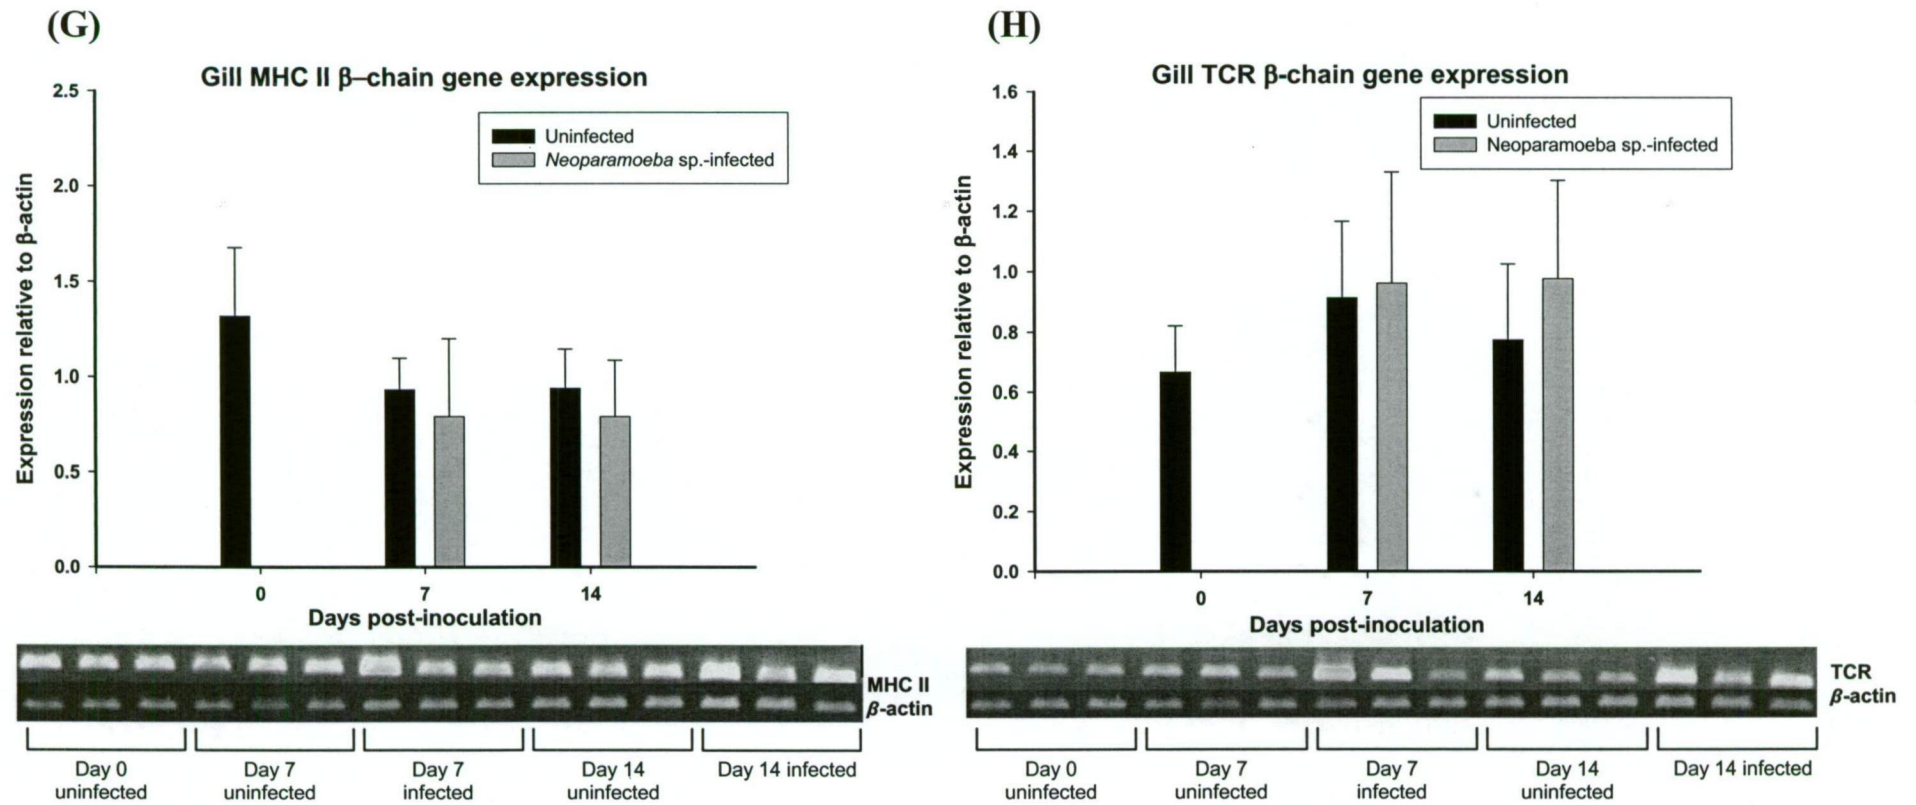 (G)
Gill MHC II β–chain gene expression
2.5
2.0
1.5
1.0
0.5
0.0
Expression relative to β-actin
Uninfected
Neoparamoeba sp.-infected
0
7
14
Days post-inoculation
MHC II
β-actin
Day 0
uninfected
Day 7
uninfected
Day 7
infected
Day 14
uninfected
Day 14 infected
(H)
Gill TCR β-chain gene expression
1.6
1.4
1.2
1.0
0.8
0.6
0.4
0.2
0.0
Expression relative to β-actin
Uninfected
Neoparamoeba sp.-infected
0
7
14
Days post-inoculation
TCR
β-actin
Day 0
uninfected
Day 7
uninfected
Day 7
infected
Day 14
uninfected
Day 14 infected